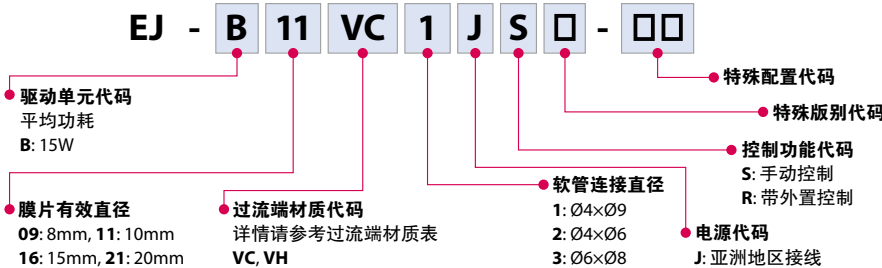 EJ - B 11 VC 1 J S □ - □□
特殊配置代码
驱动单元代码
特殊版别代码
平均功耗
B: 15W
控制功能代码
S: 手动控制
R: 带外置控制
软管连接直径
1: Ø4×Ø9
2: Ø4×Ø6
3: Ø6×Ø8
膜片有效直径
09: 8mm, 11: 10mm
16: 15mm, 21: 20mm
过流端材质代码
详情请参考过流端材质表
VC, VH
电源代码
J: 亚洲地区接线